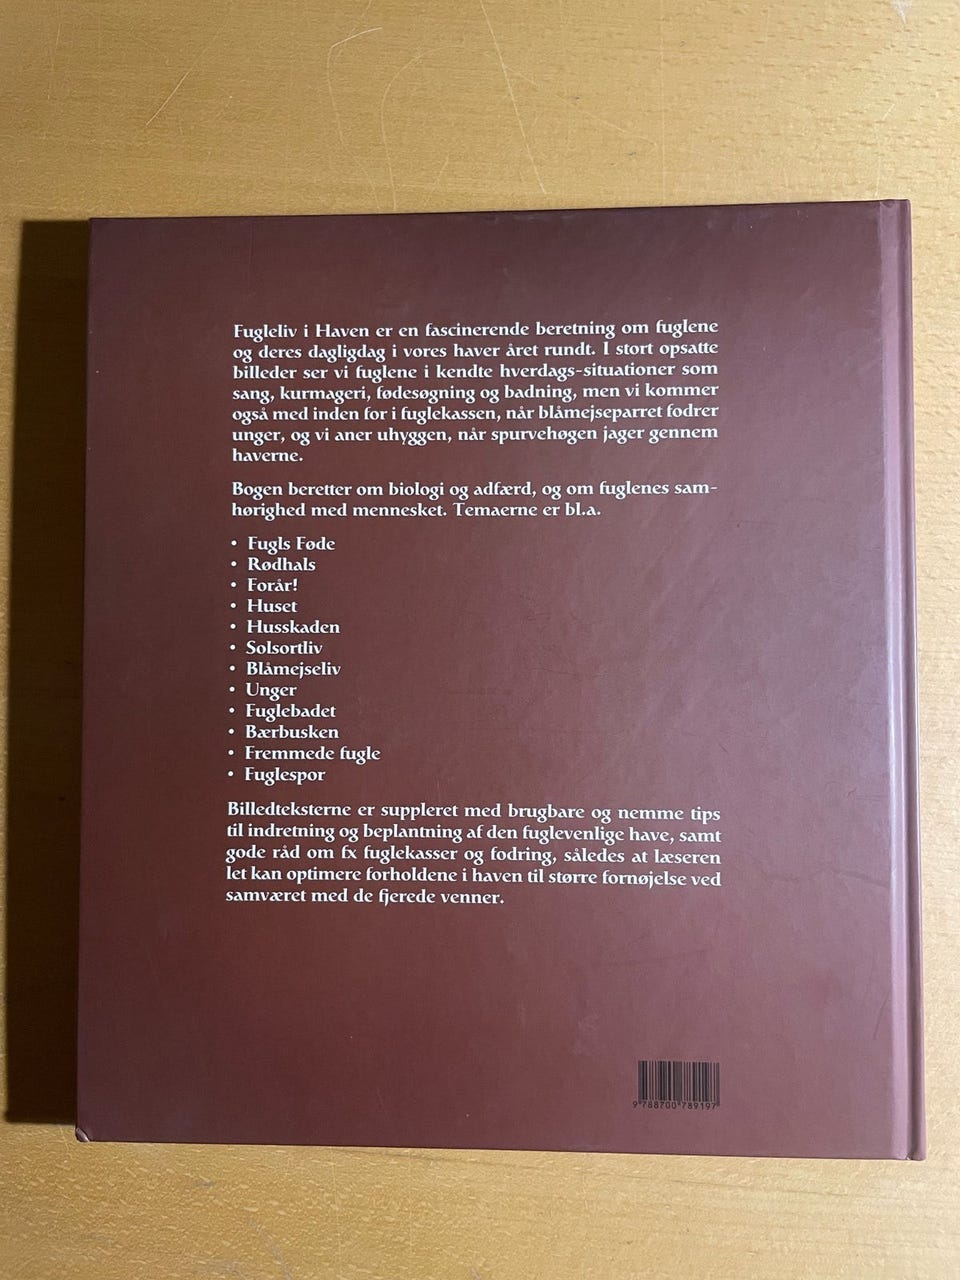 Fugleliv i Haven er en fascinerende beretning om fuglene
og deres dagligdag i vores haver året rundt. I stort opsatte
billeder ser vi fuglene i kendte hverdags-situationer som
sang, kurmageri, fødesøgning og badning, men vi kommer
også med inden for i fuglekassen, når blåmejseparret fodrer
unger, og vi aner uhyggen, når spurvehøgen jager gennem
haverne.
Bogen beretter om biologi og adfærd, og om fuglenes sam-
hørighed med mennesket. Temaerne er bl.a.
• Fugls Føde
• Rødhals
• Forår!
• Huset
• Husskaden
• Solsortliv
• Blåmejseliv
• Unger
• Fuglebadet
• Bærbusken
• Fremmede fugle
• Fuglespor
Billedteksterne er suppleret med brugbare og nemme tips
til indretning og beplantning af den fuglevenlige have, samt
gode råd om fx fuglekasser og fodring, således at læseren
let kan optimere forholdene i haven til større fornøjelse ved
samværet med de fjerede venner.
9 788700 789197